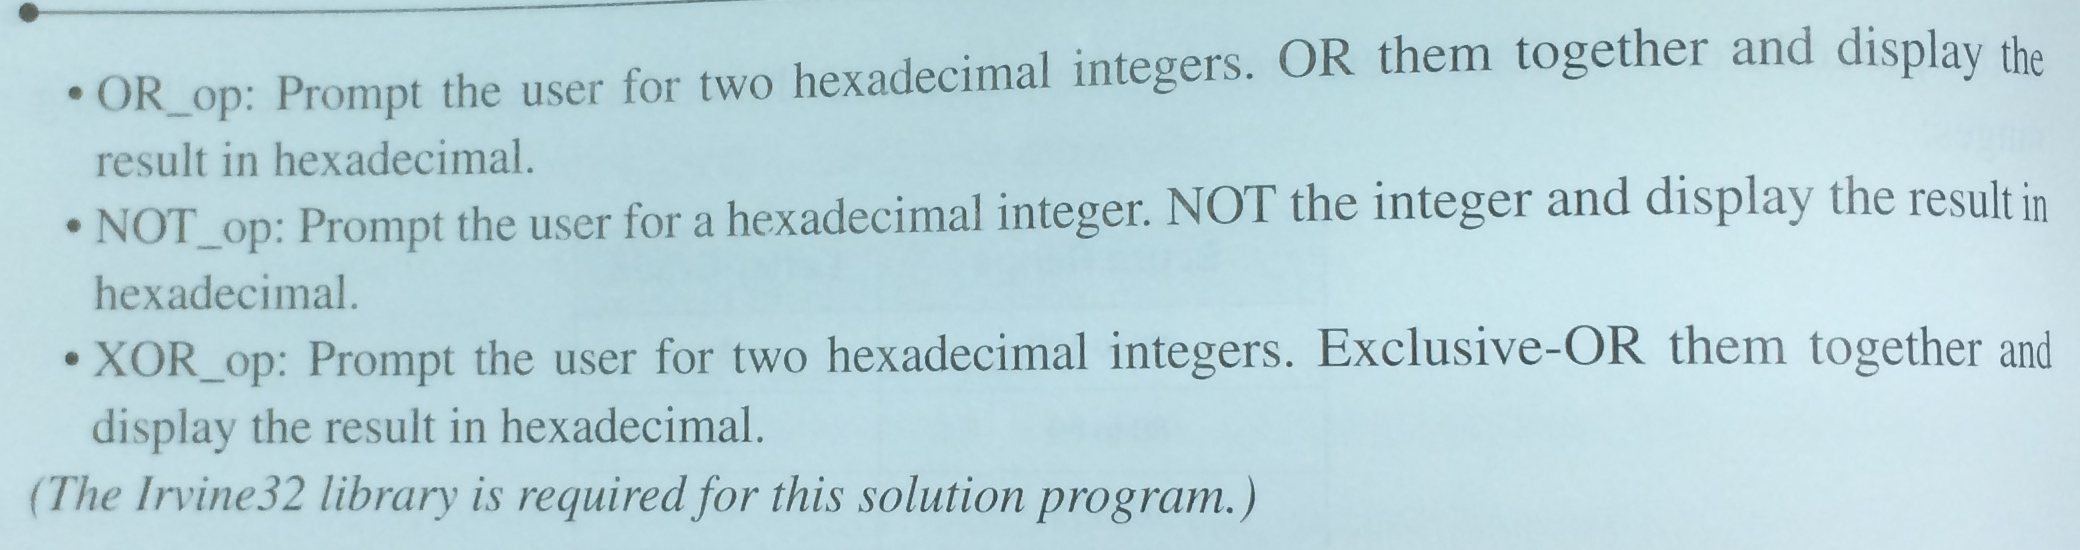 • OR_op: Prompt the user for two hexadecimal integers. OR them together and display the
result in hexadecimal.
• NOT_op: Prompt the user for a hexadecimal integer. NOT the integer and display the result in
hexadecimal.
• XOR_op: Prompt the user for two hexadecimal integers. Exclusive-OR them together and
display the result in hexadecimal.
(The Irvine32 library is required for this solution program.)